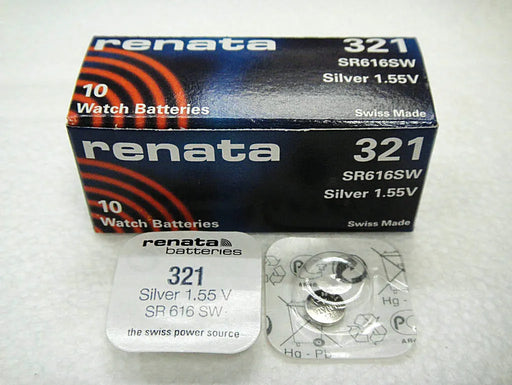 renata 321
SR616SW
Silver 1.55V
10
Watch Batteries
Swiss Made
renata 321
SR616SW
Silver 1.55V
10
Watch Batteries
Swiss Made
renata
batteries
321
Silver 1.55 V
SR 616 SW
the swiss power source
Hg -
Hg - Pb